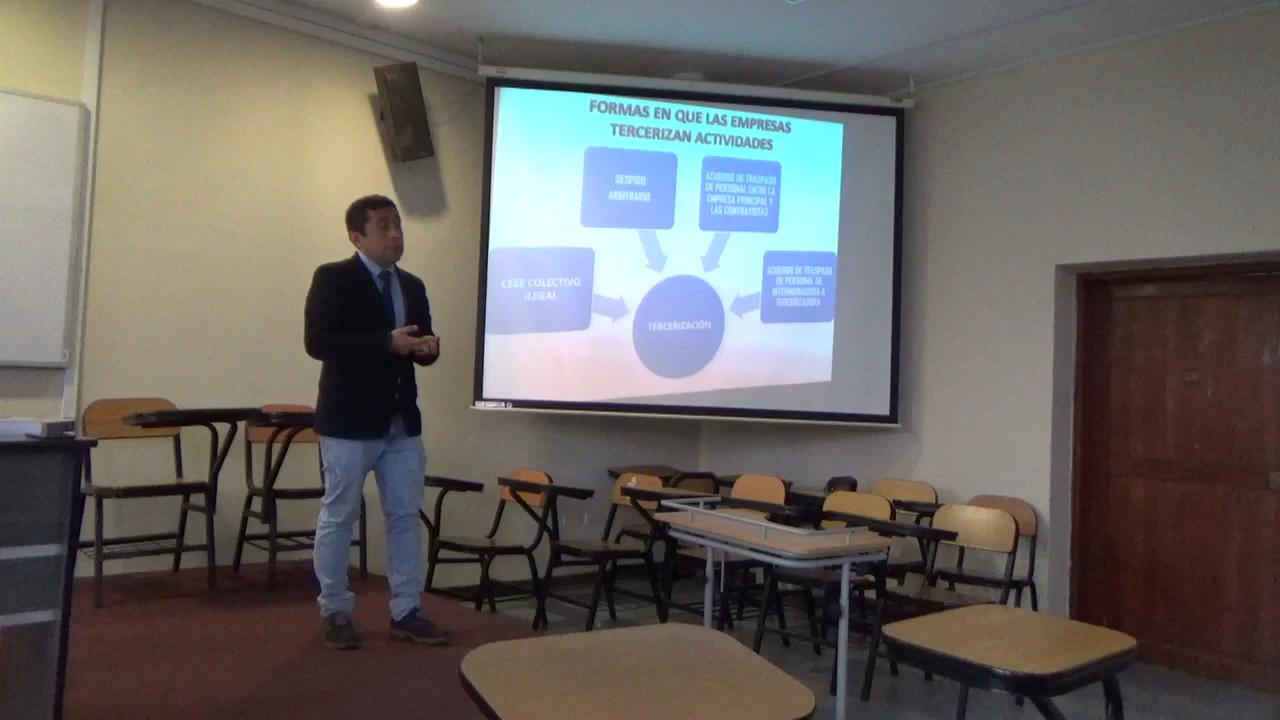 FORMAS EN QUE LAS EMPRESAS
TERCERIZAN ACTIVIDADES
DESPIDO
ARBITRARIO
ACUERDO DE TRASPASO
DE PERSONAL ENTRE LA
EMPRESA PRINCIPAL Y
LAS CONTRATISTAS
CESE COLECTIVO
ILEGAL
ACUERDO DE TRASPASO
DE PERSONAL DE
INTERMEDIADORA A
TERCERIZADORA
TERCERIZACIÓN